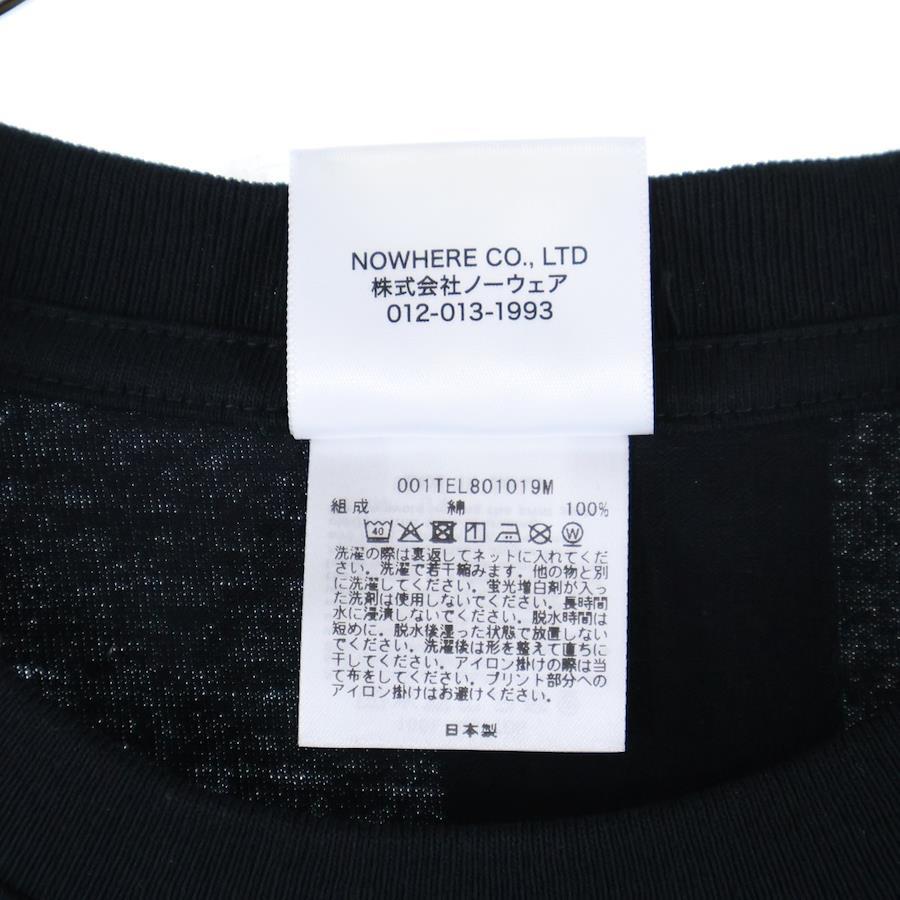 NOWHERE CO., LTD
株式会社ノーウェア
012-013-1993
001TEL801019M
組成 綿 100%
40 W
洗濯の際は裏返してネットに入れてくだ
さい。洗濯で若干縮みます。他の物と別
に洗濯してください。蛍光増白剤が入っ
た洗剤は使用しないでください。長時間
水に浸漬しないでください。脱水時間は
短めに。脱水後湿った状態で放置しない
でください。洗濯後は形を整えて直ちに
干してください。アイロン掛けの際は当
て布をしてください。プリント部分への
アイロン掛けはお避けください。
日本製